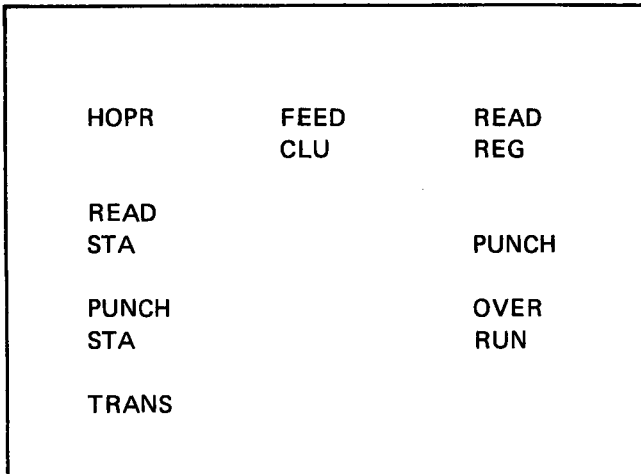 HOPR FEED READ
CLU REG
READ
STA PUNCH
PUNCH OVER
STA RUN
TRANS